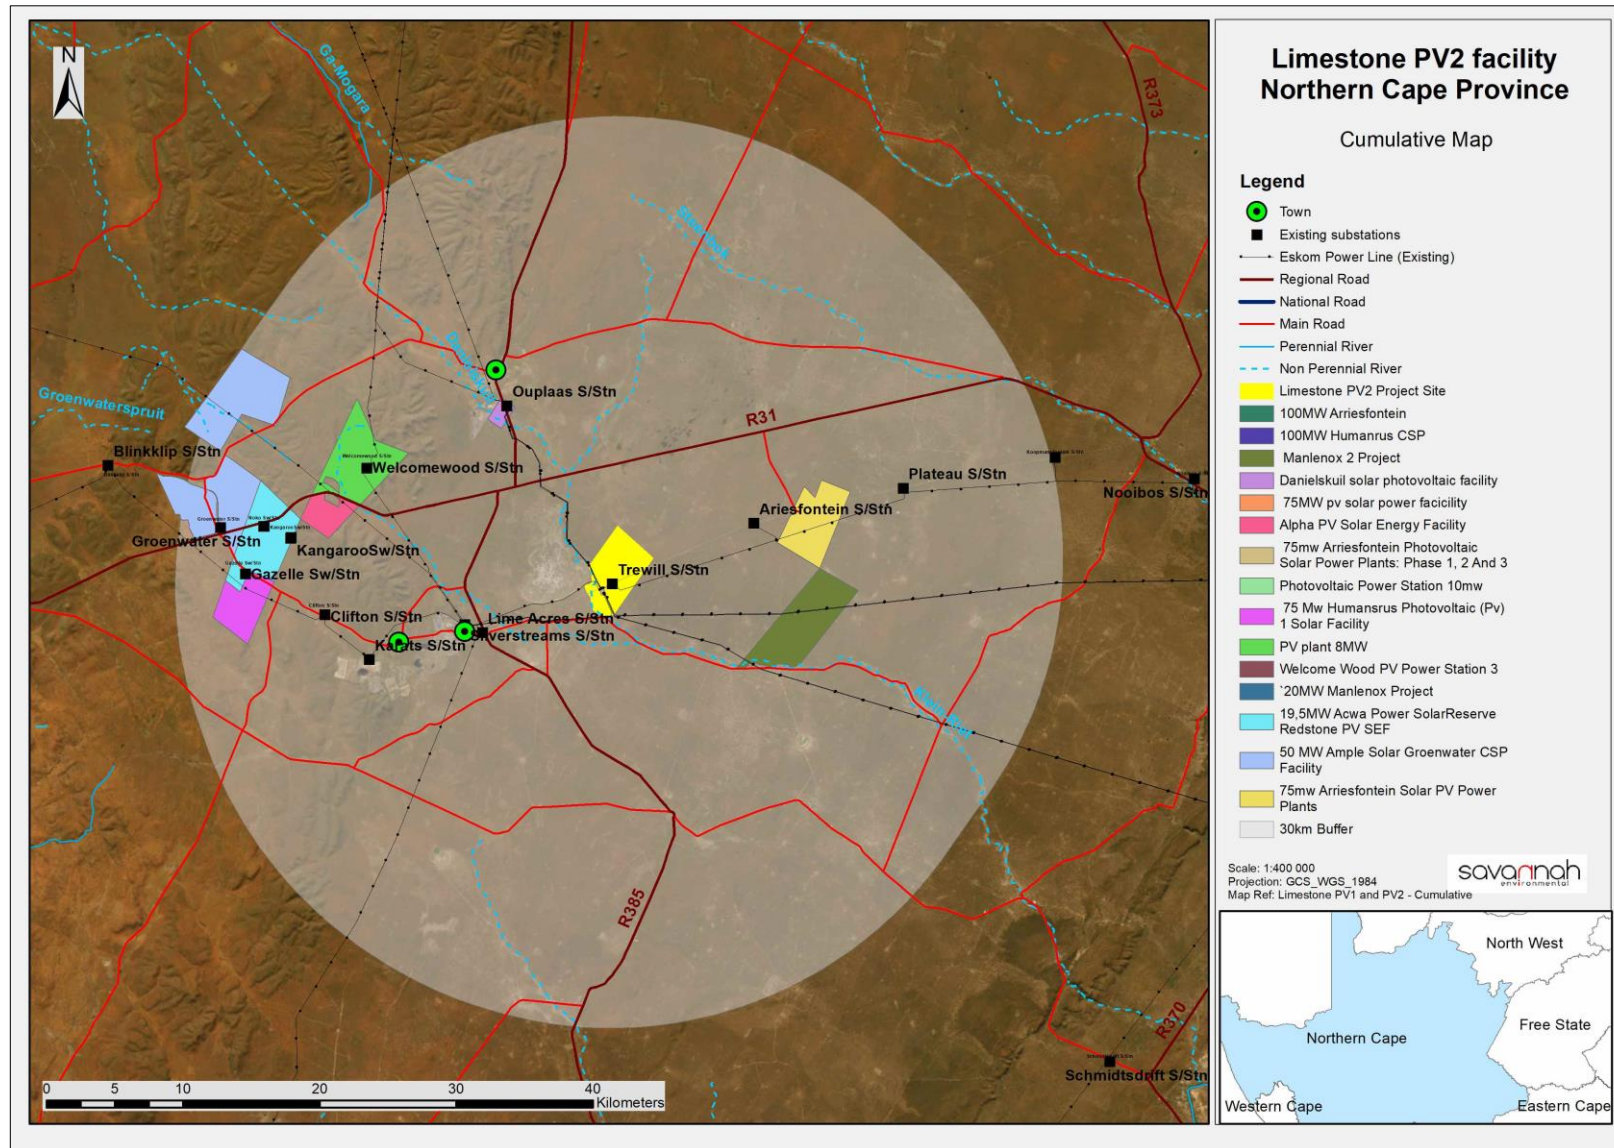 Limestone PV2 facility
Northern Cape Province
Cumulative Map
Legend
Town
Existing substations
Eskom Power Line (Existing)
Regional Road
National Road
Main Road
Perennial River
Non Perennial River
Limestone PV2 Project Site
100MW Arriesfontein
100MW Humanrus CSP
Manlenox 2 Project
Danielskuil solar photovoltaic facility
75MW pv solar power facicility
Alpha PV Solar Energy Facility
75mw Arriesfontein Photovoltaic
Solar Power Plants: Phase 1, 2 And 3
Photovoltaic Power Station 10mw
75 Mw Humansrus Photovoltaic (Pv)
1 Solar Facility
PV plant 8MW
Welcome Wood PV Power Station 3
`20MW Manlenox Project
19,5MW Acwa Power SolarReserve
Redstone PV SEF
50 MW Ample Solar Groenwater CSP
Facility
75mw Arriesfontein Solar PV Power
Plants
30km Buffer
Scale: 1:400 000
Projection: GCS_WGS_1984
Map Ref: Limestone PV1 and PV2 - Cumulative
savannah
environmental
North West
Free State
Northern Cape
Western Cape
Eastern Cape
N
Ga-Mogara
R373
Ouplaas S/Stn
Groenwaterspruit
R31
Blinkklip S/Stn
Welcomewood S/Stn
Plateau S/Stn
Nooibos S/Stn
Ariesfontein S/Stn
Groenwater S/Stn
KangarooSw/Stn
Gazelle Sw/Stn
Trewill S/Stn
Clifton S/Stn
Lime Acres S/Stn
Silverstreams S/Stn
Karats S/Stn
R385
R370
Schmidtsdrift S/Stn
0 5 10 20 30 40
Kilometers